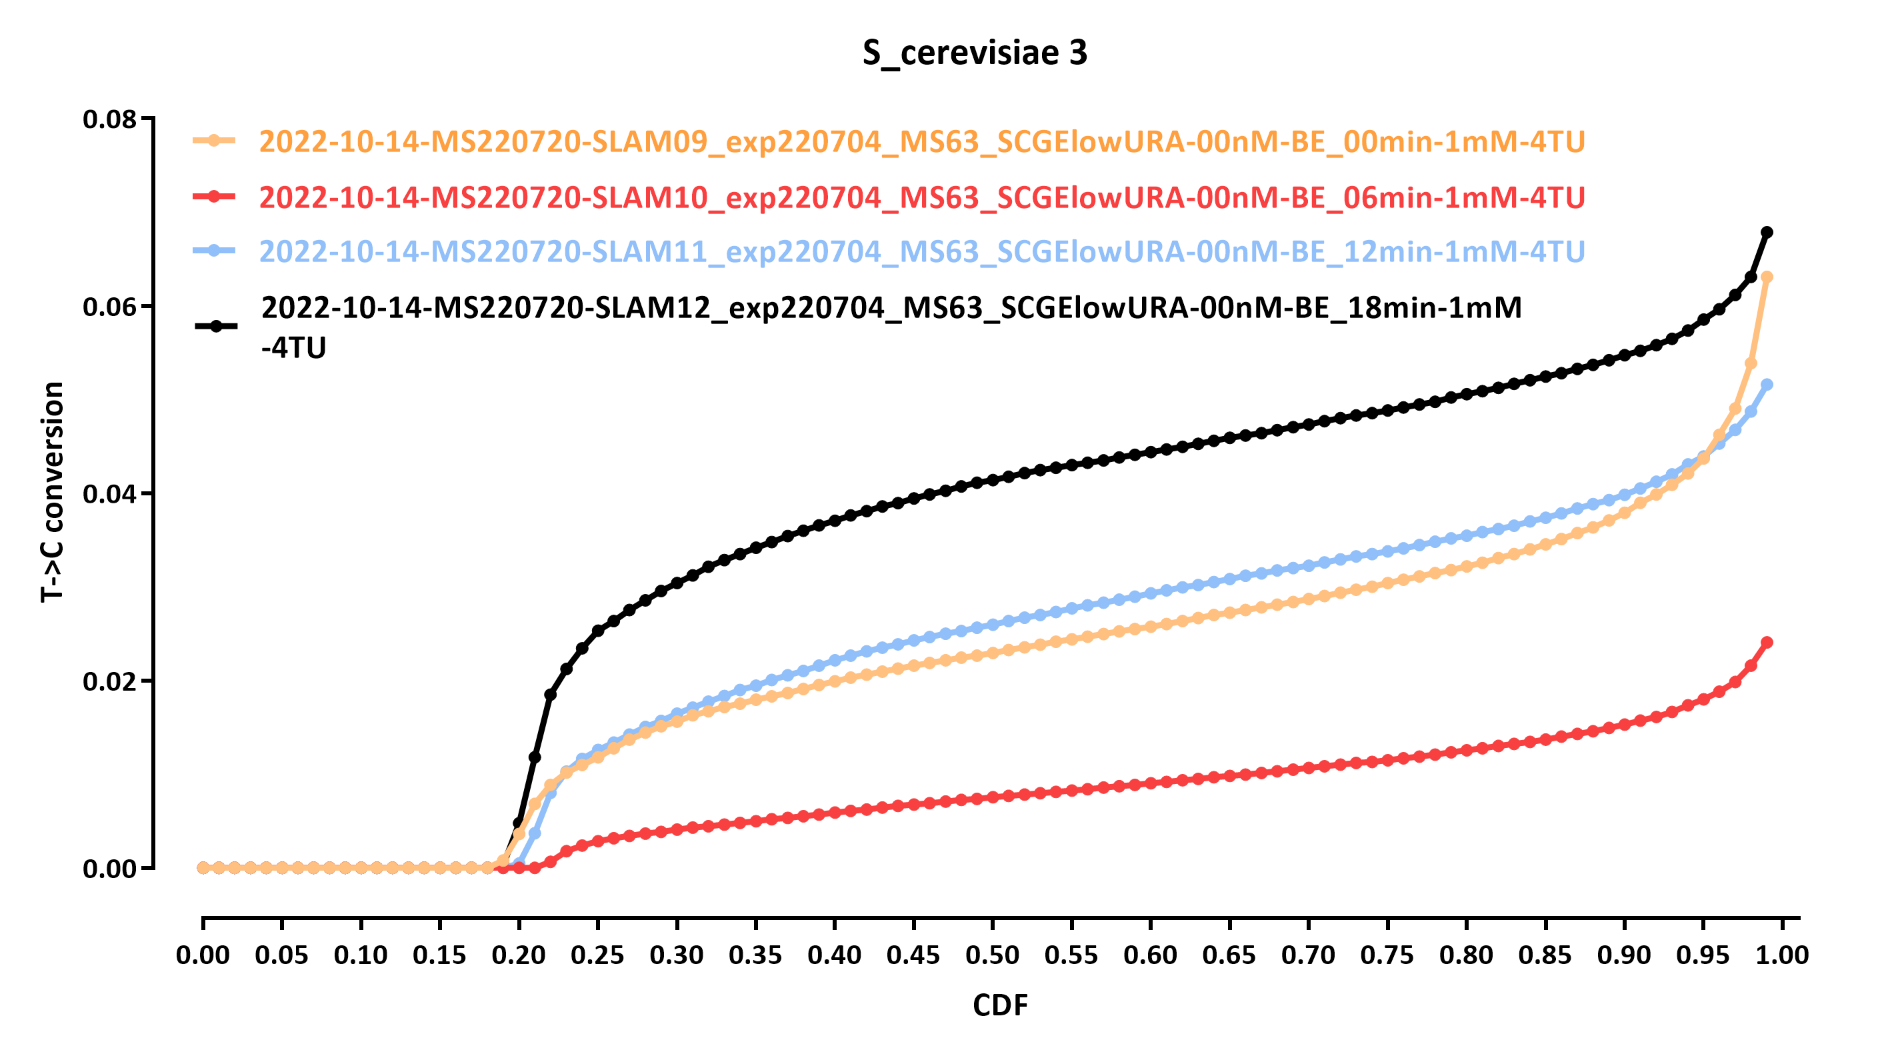 S_cerevisiae 3
0.08
2022-10-14-MS220720-SLAM09_exp220704_MS63_SCGElowURA-00nM-BE_00min-1mM-4TU
2022-10-14-MS220720-SLAM10_exp220704_MS63_SCGElowURA-00nM-BE_06min-1mM-4TU
2022-10-14-MS220720-SLAM11_exp220704_MS63_SCGElowURA-00nM-BE_12min-1mM-4TU
2022-10-14-MS220720-SLAM12_exp220704_MS63_SCGElowURA-00nM-BE_18min-1mM
-4TU
0.06
0.04
0.02
0.00
T->C conversion
0.00 0.05 0.10 0.15 0.20 0.25 0.30 0.35 0.40 0.45 0.50 0.55 0.60 0.65 0.70 0.75 0.80 0.85 0.90 0.95 1.00
CDF